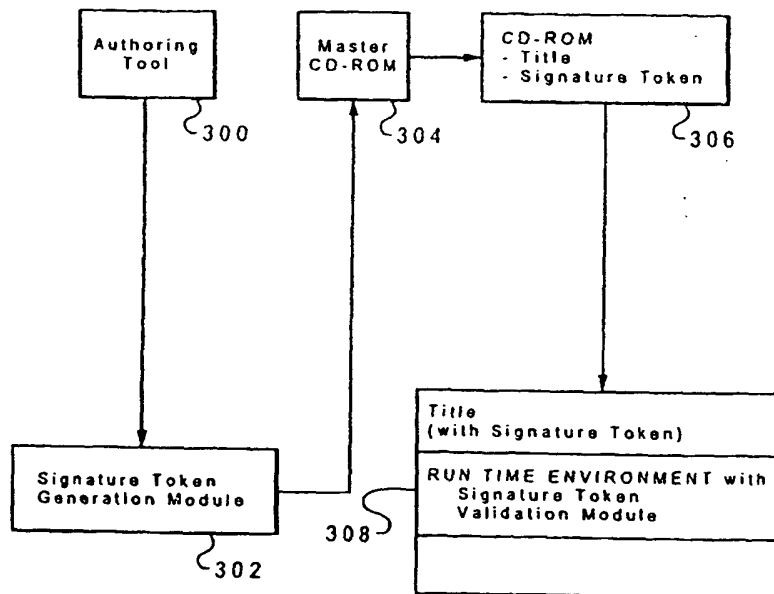 Authoring
Tool
300
Master
CD-ROM
304
CD-ROM
- Title
- Signature Token
306
Signature Token
Generation Module
302
Title
(with Signature Token)
RUN TIME ENVIRONMENT with
Signature Token
Validation Module
308